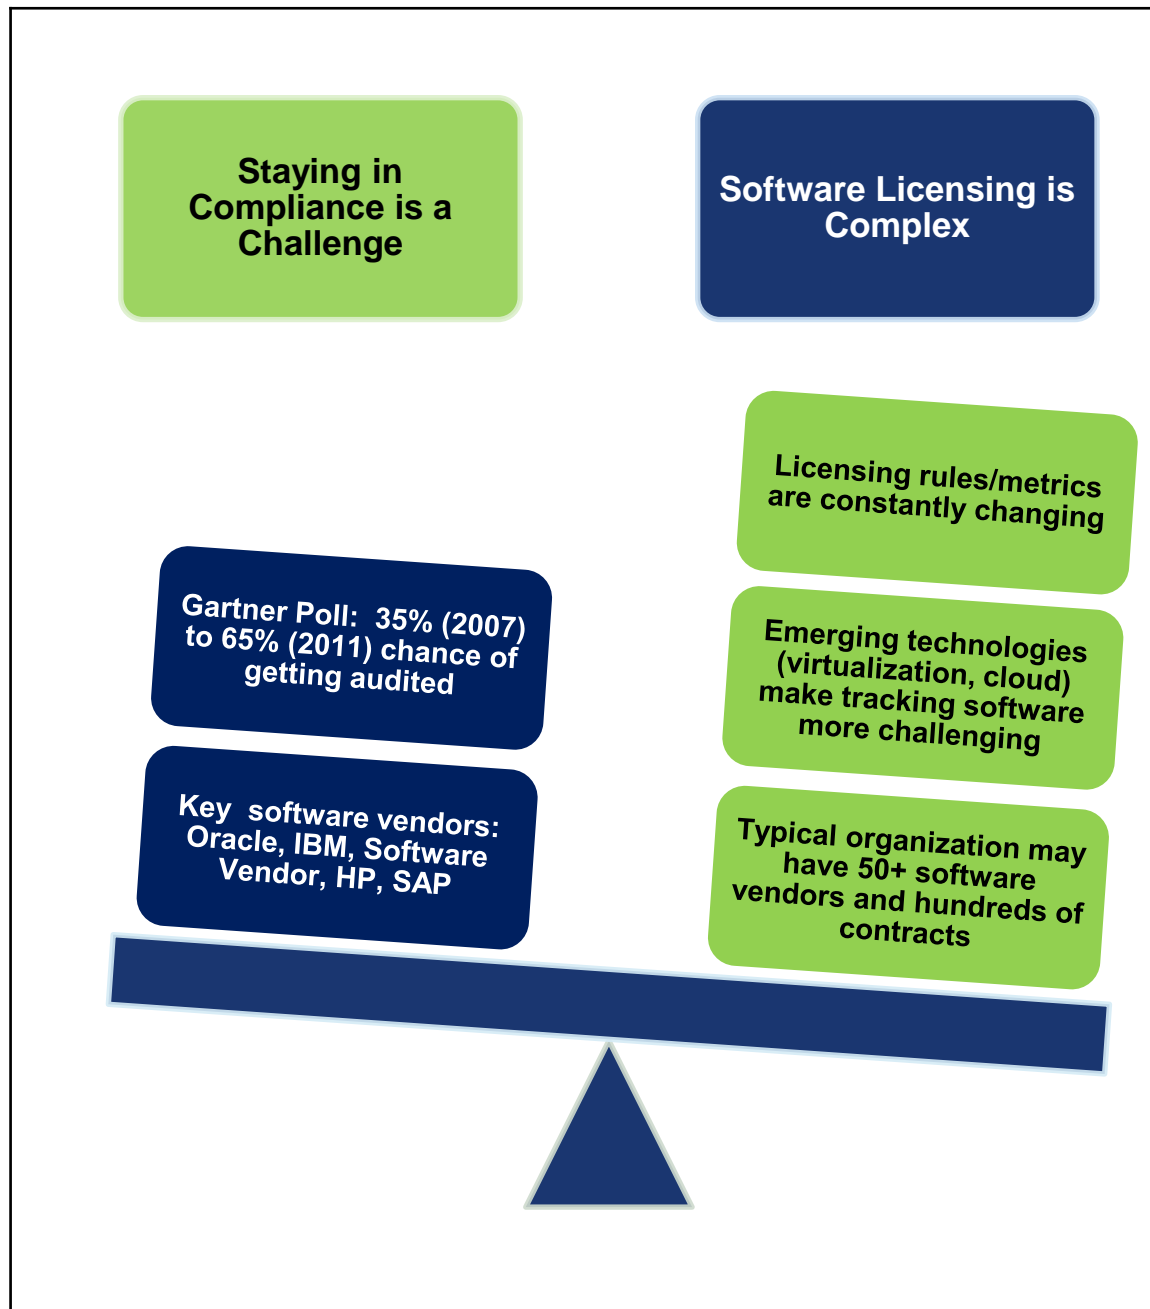 Staying in
Compliance is a
Challenge
Software Licensing is
Complex
Gartner Poll:  35% (2007)
to 65% (2011) chance of
getting audited
Key  software vendors:
Oracle, IBM, Software
Vendor, HP, SAP
Licensing rules/metrics
are constantly changing
Emerging technologies
(virtualization, cloud)
make tracking software
more challenging
Typical organization may
have 50+ software
vendors and hundreds of
contracts